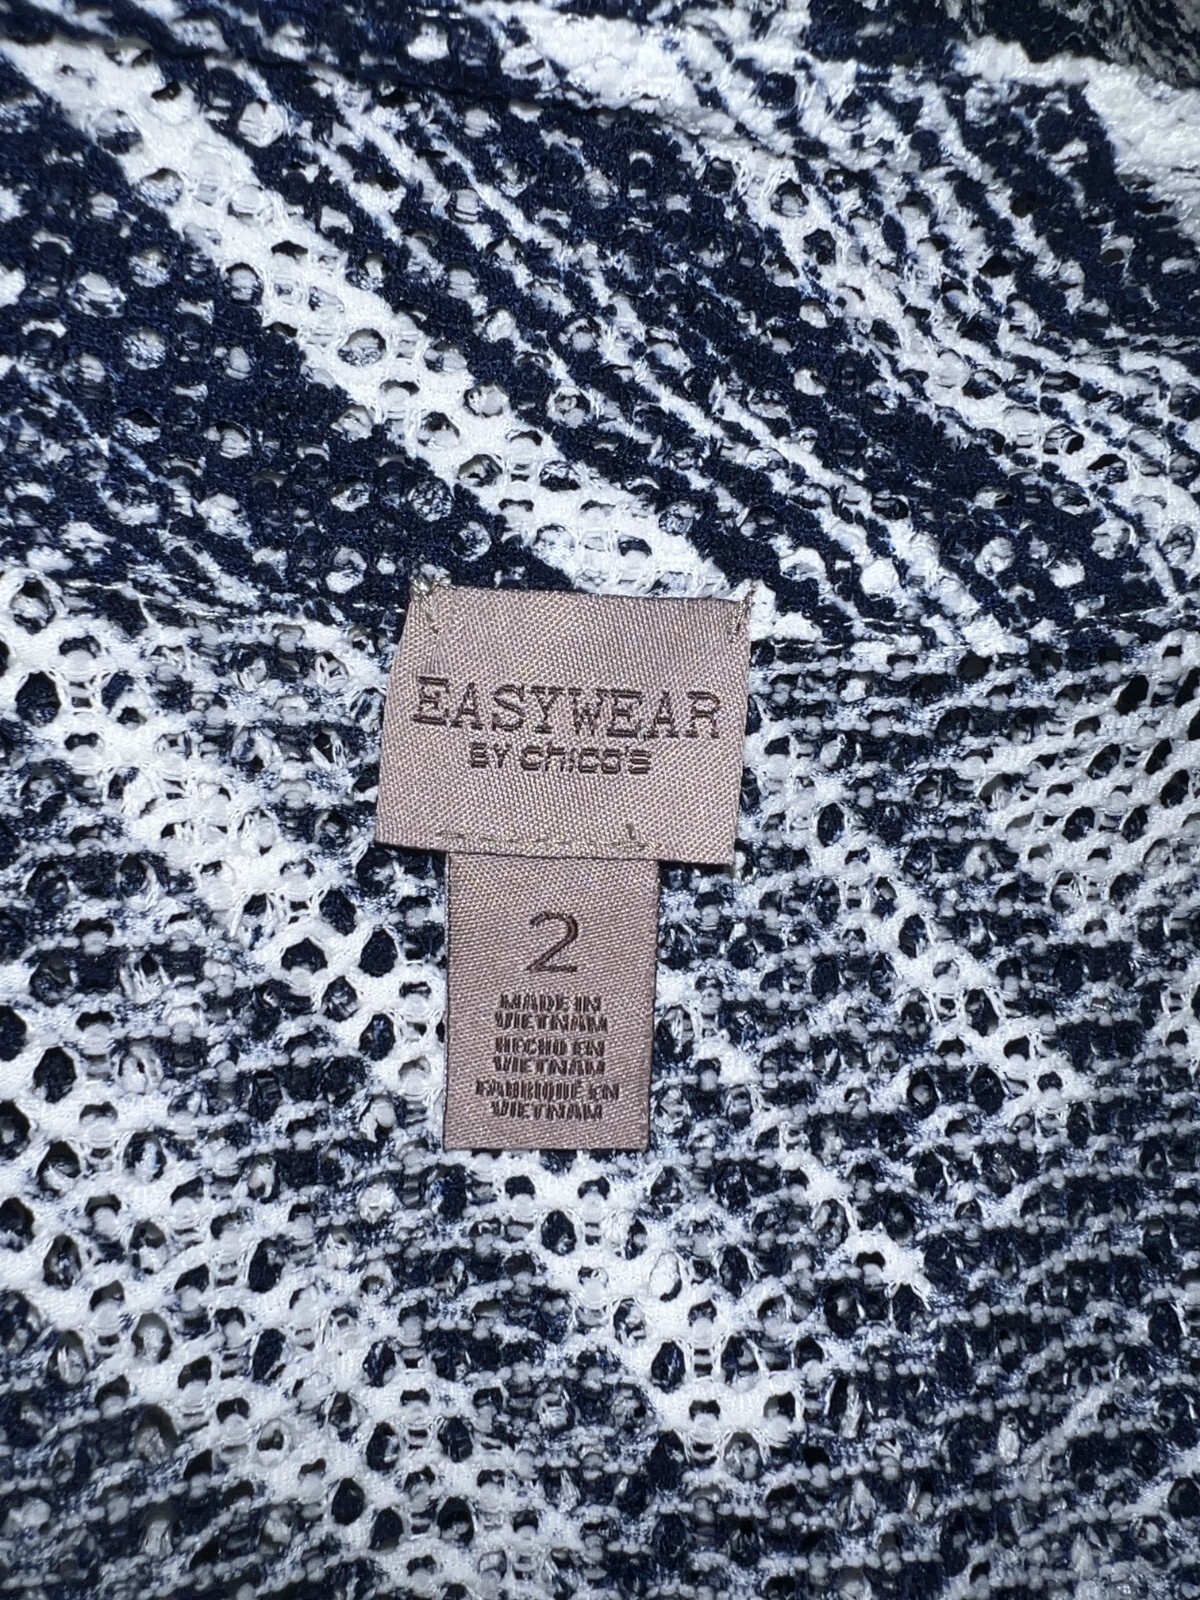 EASYWEAR
BY CHICO'S
2
MADE IN
VIETNAM
HECHO EN
VIETNAM
FABRIQUÉ EN
VIETNAM